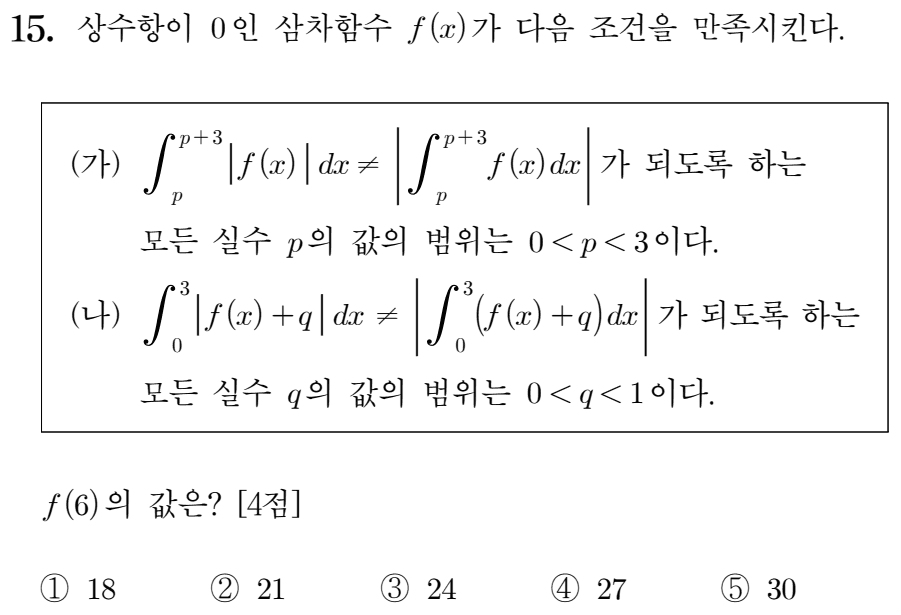 15. 상수항이 0인 삼차함수 f(x)가 다음 조건을 만족시킨다.
(가) ∫_p^{p+3} |f(x)| dx ≠ |∫_p^{p+3} f(x)dx| 가 되도록 하는
모든 실수 p의 값의 범위는 0<p<3이다.
(나) ∫_0^3 |f(x)+q| dx ≠ |∫_0^3 (f(x)+q)dx| 가 되도록 하는
모든 실수 q의 값의 범위는 0<q<1이다.
f(6)의 값은? [4점]
① 18 ② 21 ③ 24 ④ 27 ⑤ 30